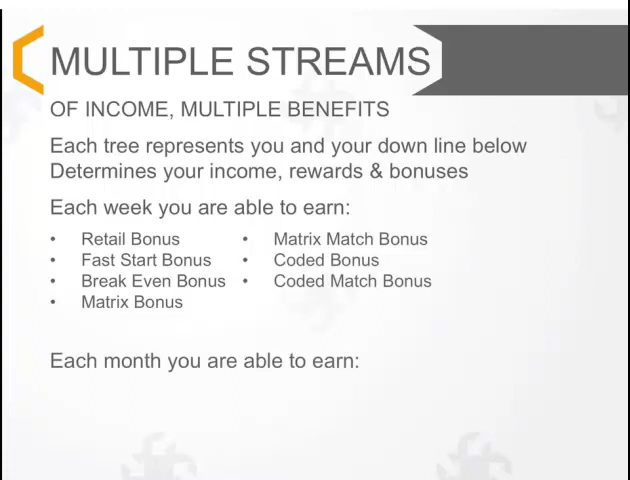 MULTIPLE STREAMS
OF INCOME, MULTIPLE BENEFITS
Each tree represents you and your down line below
Determines your income, rewards & bonuses
Each week you are able to earn:
• Retail Bonus
• Fast Start Bonus
• Break Even Bonus
• Matrix Bonus
• Matrix Match Bonus
• Coded Bonus
• Coded Match Bonus
Each month you are able to earn: